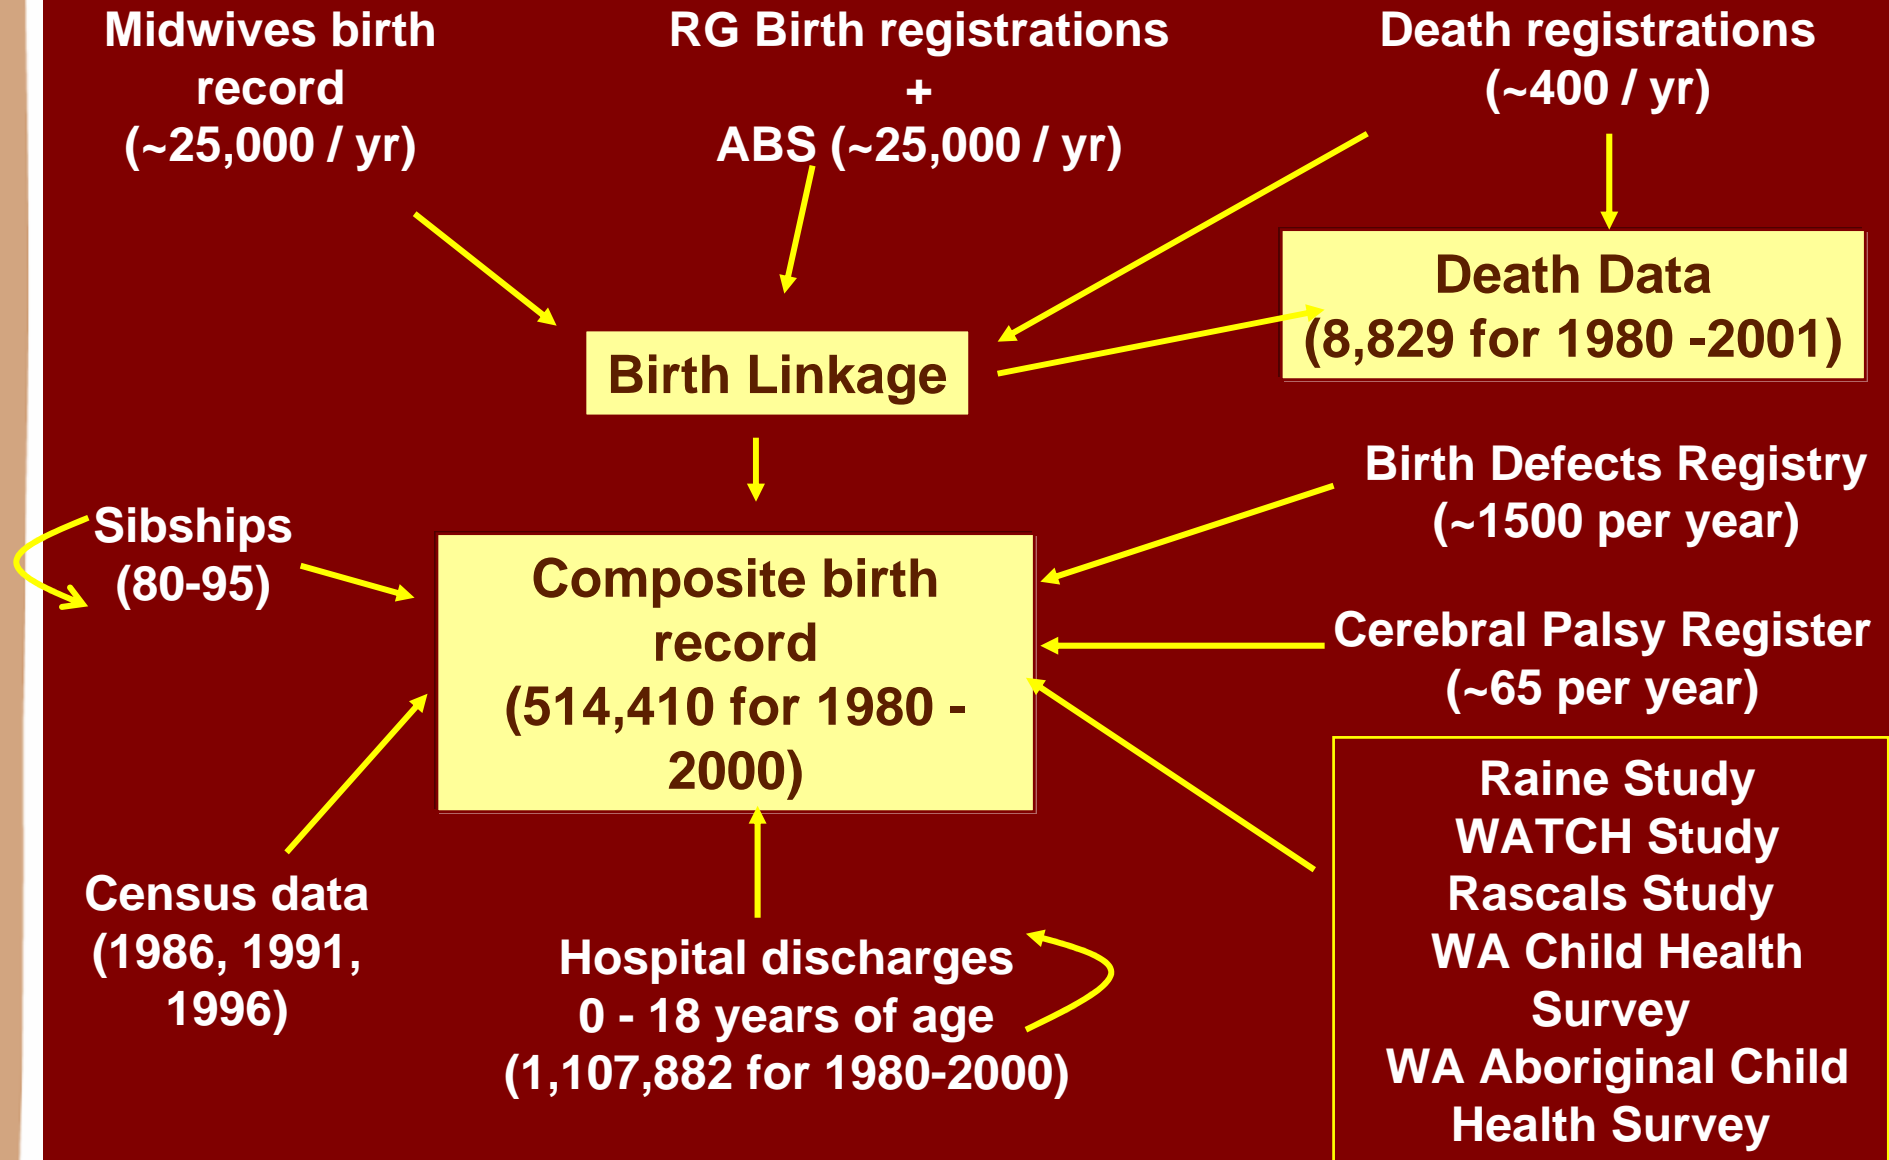 Midwives birth
record
(~25,000 / yr)
RG Birth registrations
+
ABS (~25,000 / yr)
Death registrations
(~400 / yr)
Death Data
(8,829 for 1980 -2001)
Birth Linkage
Birth Defects Registry
(~1500 per year)
Sibships
(80-95)
Composite birth
record
(514,410 for 1980 -
2000)
Cerebral Palsy Register
(~65 per year)
Raine Study
WATCH Study
Rascals Study
WA Child Health
Survey
WA Aboriginal Child
Health Survey
Census data
(1986, 1991,
1996)
Hospital discharges
0 - 18 years of age
(1,107,882 for 1980-2000)